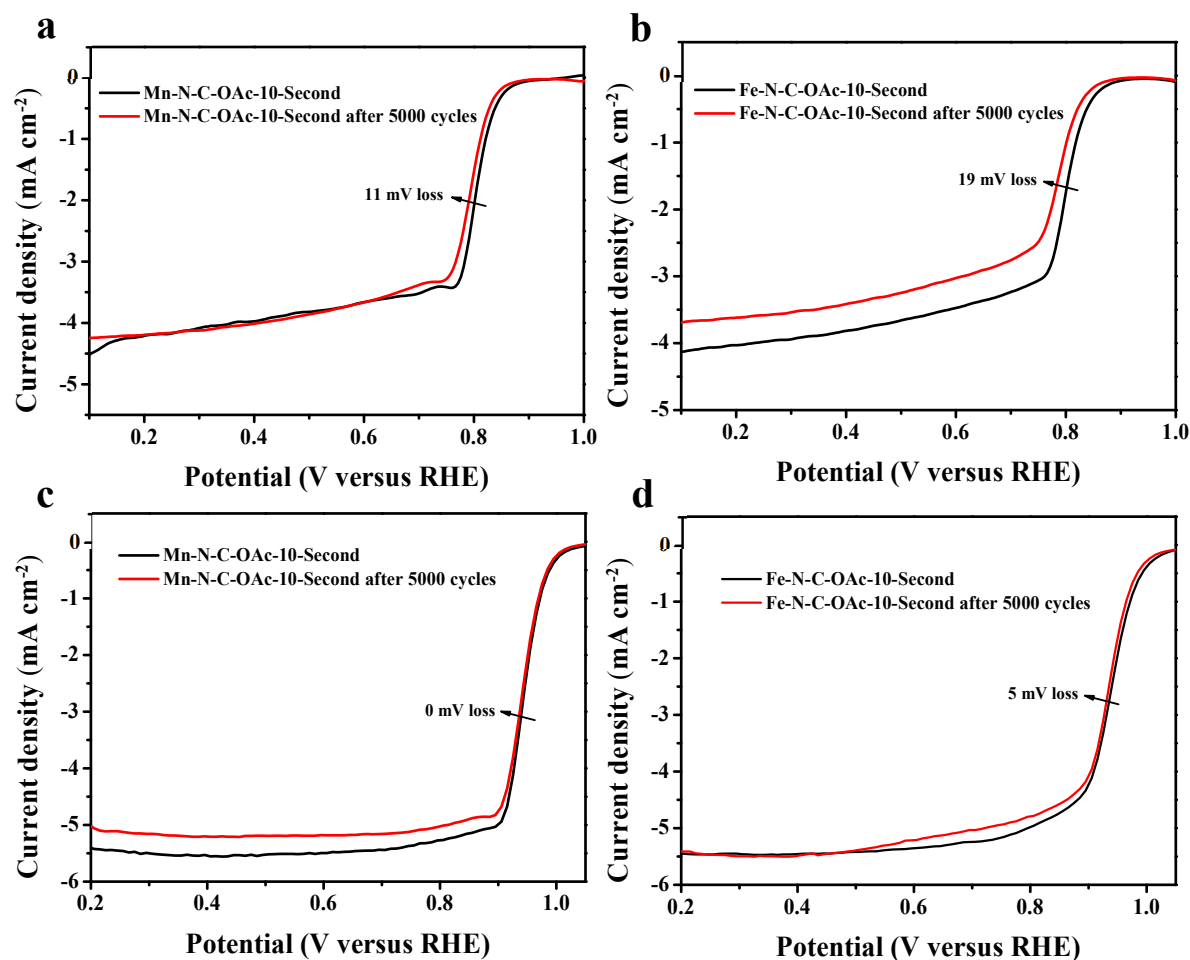 a
0
-1
-2
-3
-4
-5
Mn-N-C-OAc-10-Second
Mn-N-C-OAc-10-Second after 5000 cycles
11 mV loss
0.2
0.4
0.6
0.8
1.0
Current density (mA cm-2)
Potential (V versus RHE)
b
0
-1
-2
-3
-4
-5
Fe-N-C-OAc-10-Second
Fe-N-C-OAc-10-Second after 5000 cycles
19 mV loss
0.2
0.4
0.6
0.8
1.0
Current density (mA cm-2)
Potential (V versus RHE)
c
0
-1
-2
-3
-4
-5
-6
Mn-N-C-OAc-10-Second
Mn-N-C-OAc-10-Second after 5000 cycles
0 mV loss
0.2
0.4
0.6
0.8
1.0
Current density (mA cm-2)
Potential (V versus RHE)
d
0
-1
-2
-3
-4
-5
-6
Fe-N-C-OAc-10-Second
Fe-N-C-OAc-10-Second after 5000 cycles
5 mV loss
0.2
0.4
0.6
0.8
1.0
Current density (mA cm-2)
Potential (V versus RHE)